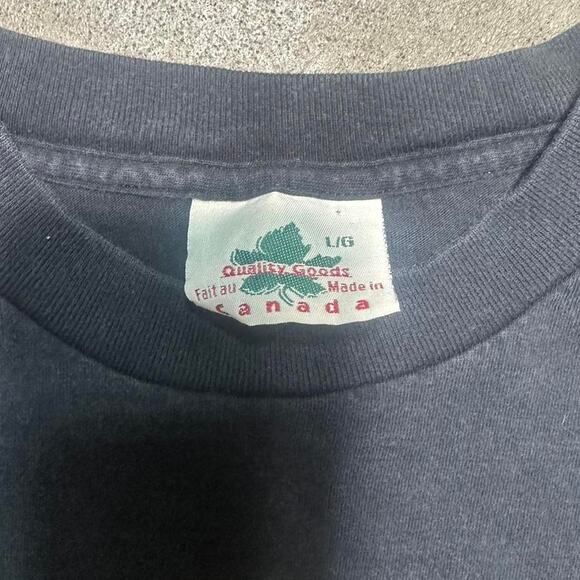 L/G
Quality Goods
Fait au Made in
Canada